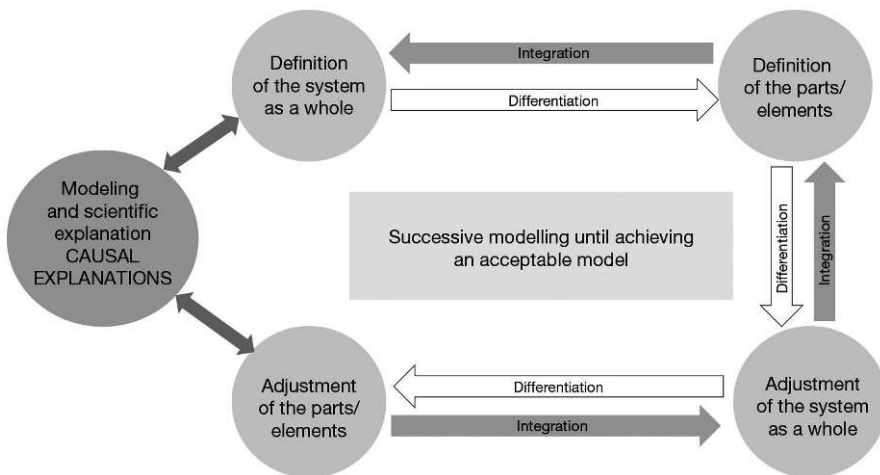 Integration
Definition
of the system
as a whole
Definition
of the parts/
elements
Differentiation
Modeling
and scientific
explanation
CAUSAL
EXPLANATIONS
Successive modelling until achieving
an acceptable model
Differentiation
Integration
Adjustment
of the parts/
elements
Differentiation
Integration
Adjustment
of the system
as a whole